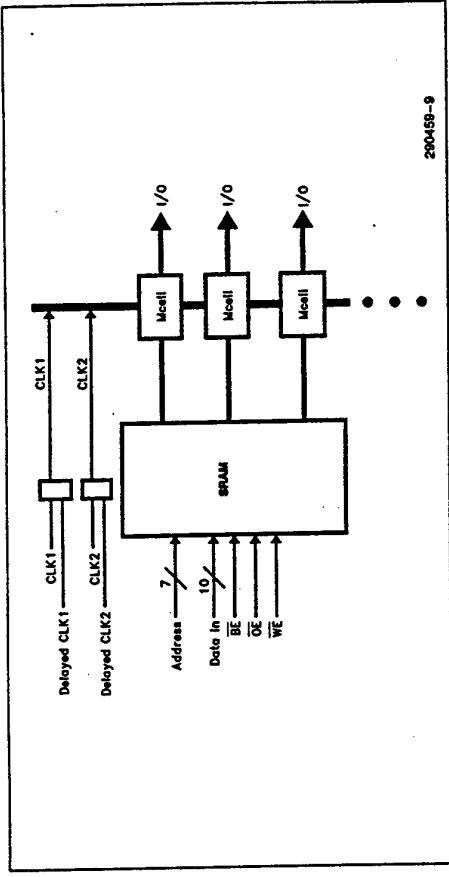 CLK1
Delayed CLK1
CLK1
CLK2
Delayed CLK2
CLK2
Address
7
Data in
10
BE
OE
WE
SRAM
Mcell
I/O
Mcell
I/O
Mcell
I/O
290459-9